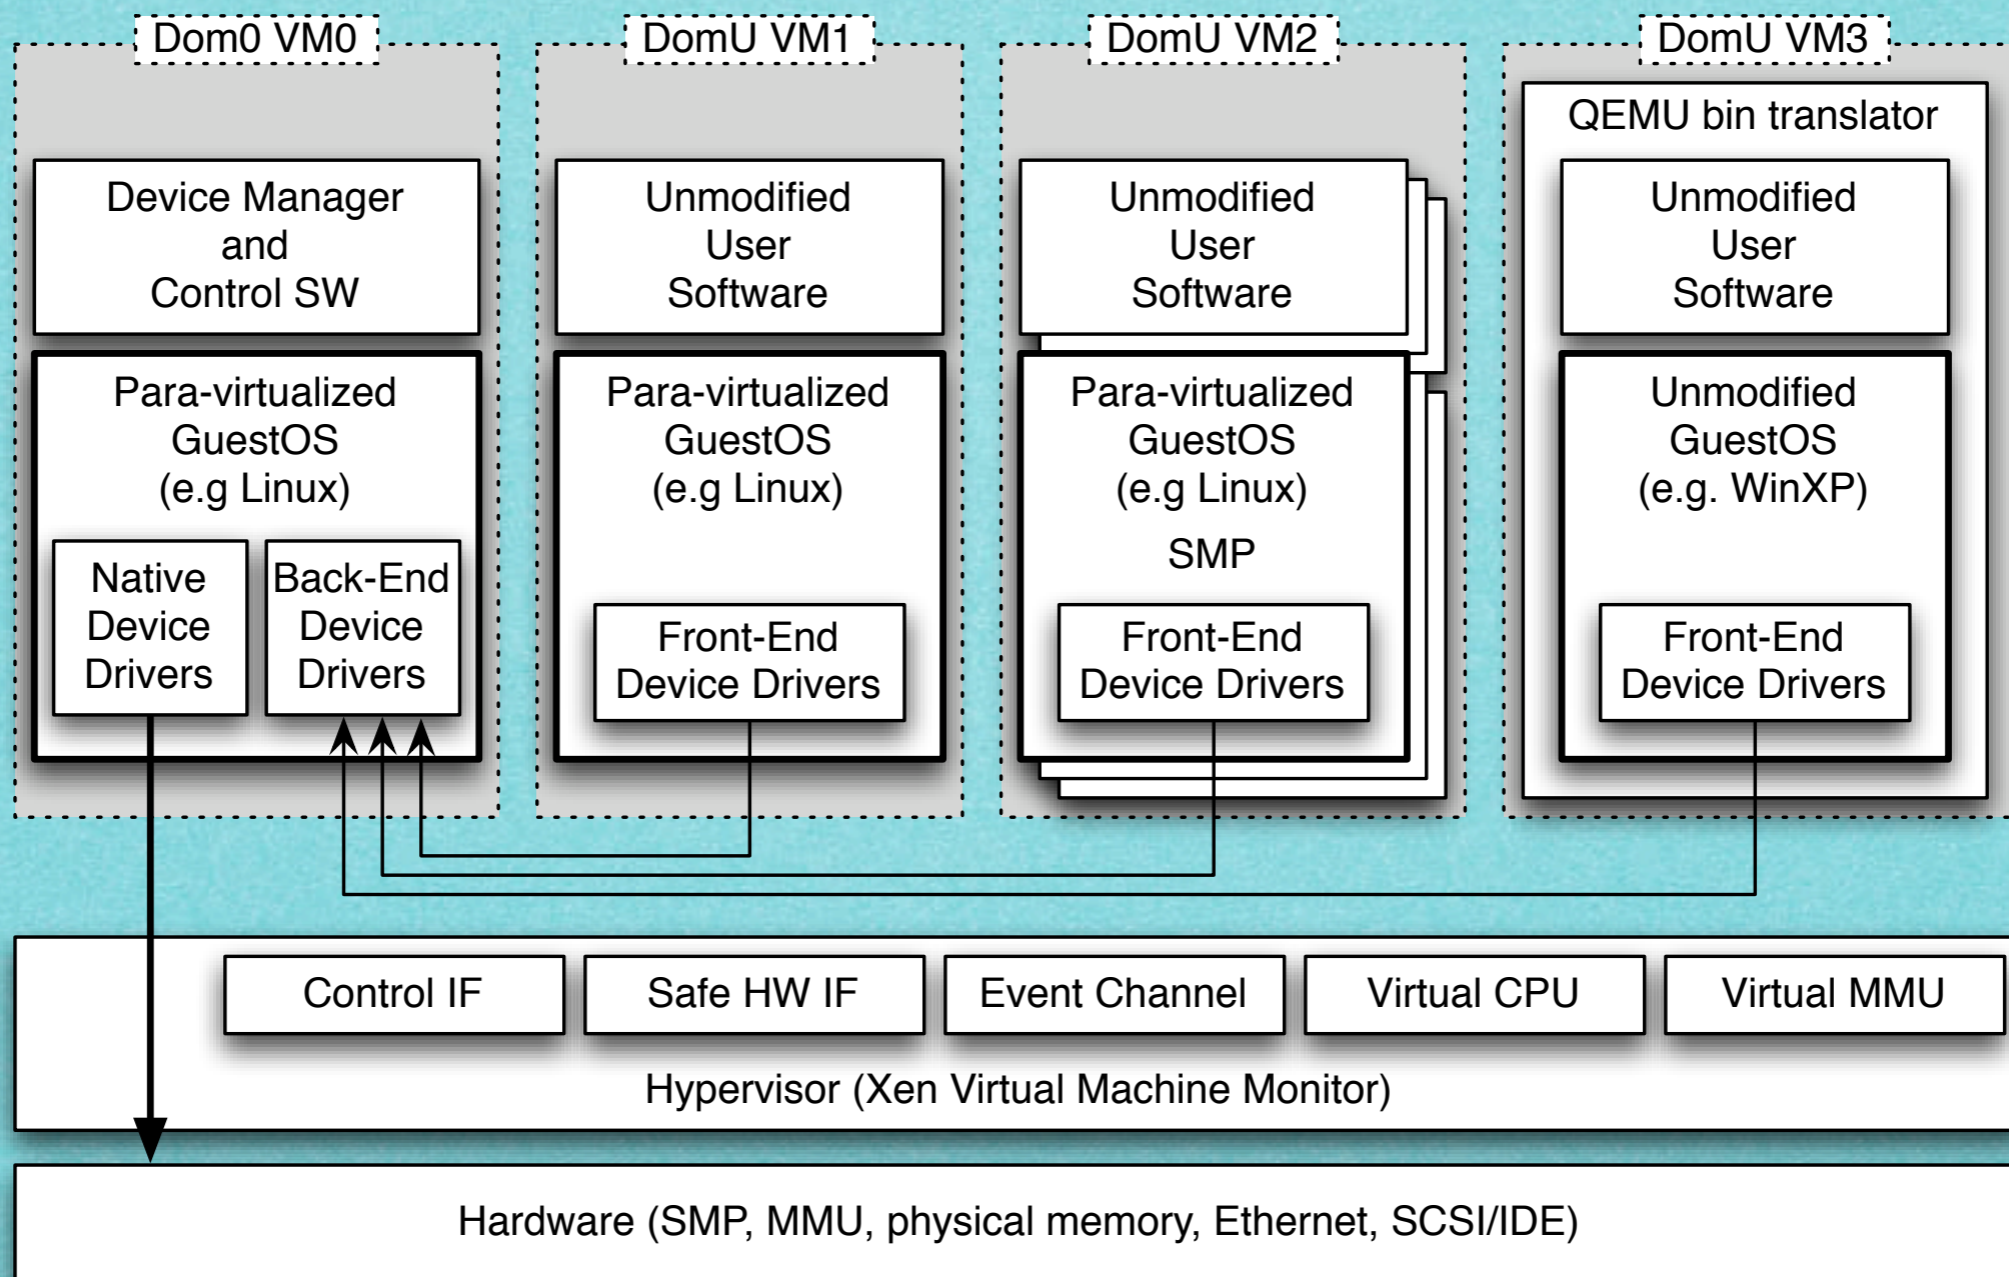 Dom0 VM0
Device Manager
and
Control SW
Para-virtualized
GuestOS
(e.g Linux)
Native
Device
Drivers
Back-End
Device
Drivers
DomU VM1
Unmodified
User
Software
Para-virtualized
GuestOS
(e.g Linux)
Front-End
Device Drivers
DomU VM2
Unmodified
User
Software
Para-virtualized
GuestOS
(e.g Linux)
SMP
Front-End
Device Drivers
DomU VM3
QEMU bin translator
Unmodified
User
Software
Unmodified
GuestOS
(e.g. WinXP)
Front-End
Device Drivers
Control IF
Safe HW IF
Event Channel
Virtual CPU
Virtual MMU
Hypervisor (Xen Virtual Machine Monitor)
Hardware (SMP, MMU, physical memory, Ethernet, SCSI/IDE)